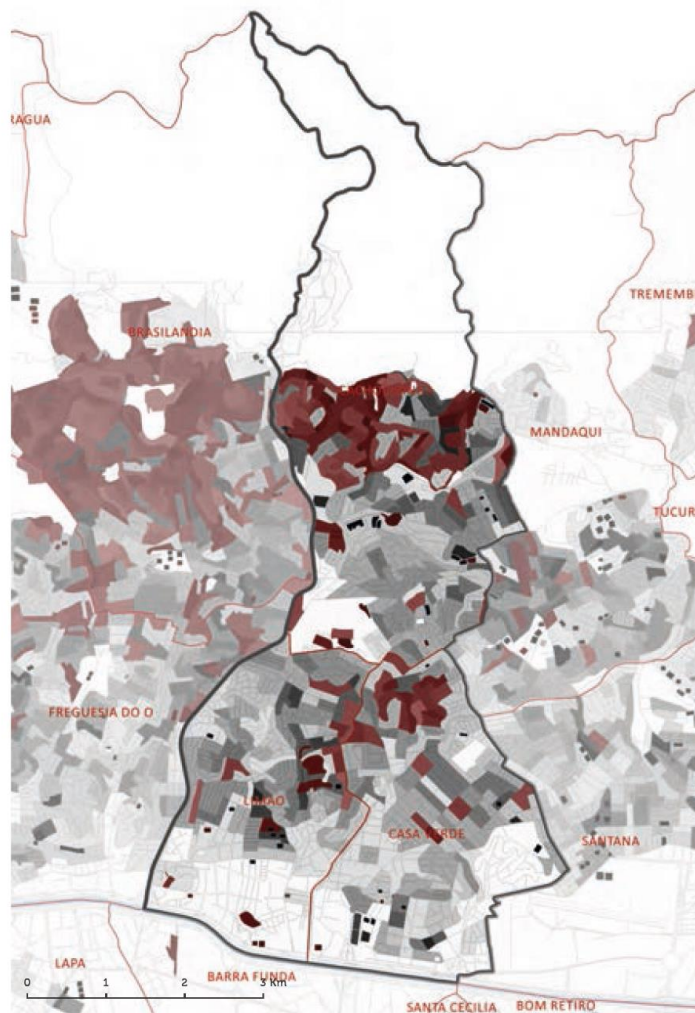 RAGUA
TREMEMB
BRASILANDIA
MANDAQUI
TUCUR
FREGUESIA DO O
LIMAO
CASA VERDE
SANTANA
LAPA
BARRA FUNDA
0 1 2 3 Km
SANTA CECILIA
BOM RETIRO